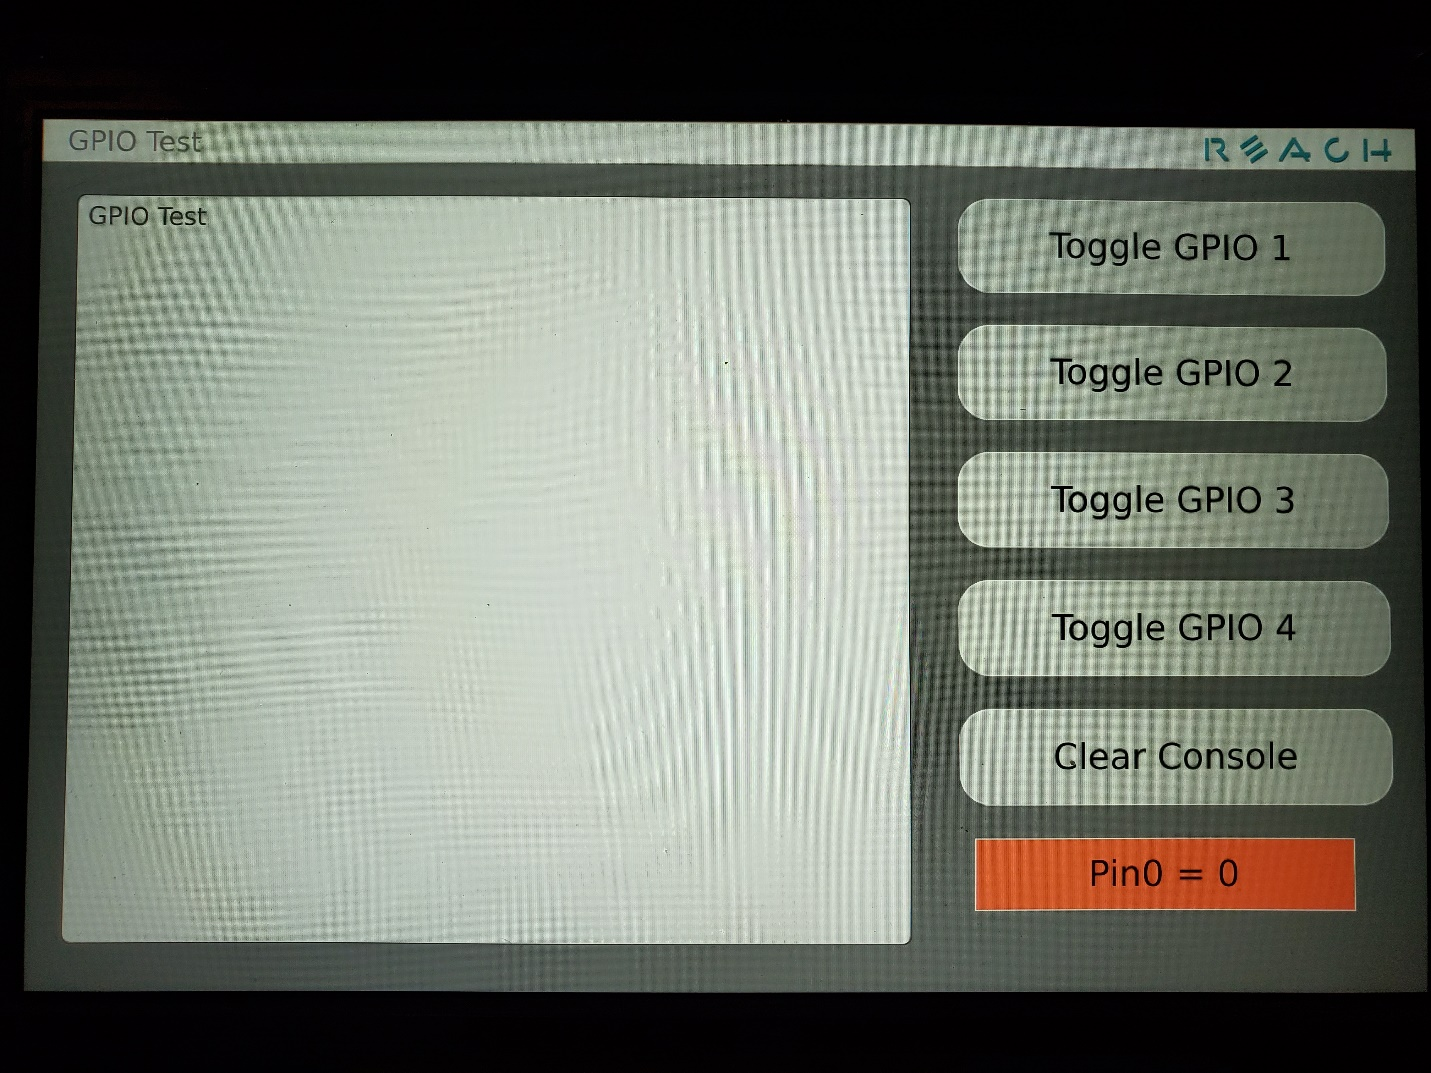 GPIO Test
REACH
GPIO Test
Toggle GPIO 1
Toggle GPIO 2
Toggle GPIO 3
Toggle GPIO 4
Clear Console
Pin0 = 0